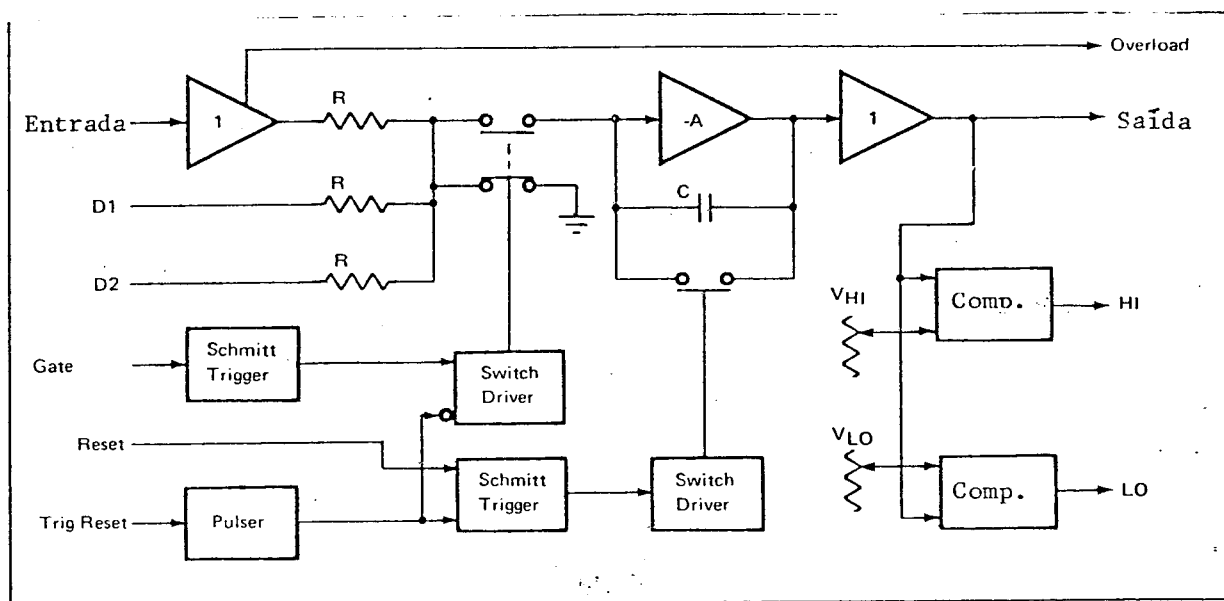 Overload
R
Entrada
1
-A
1
Saída
R
D1
C
R
D2
VHI
Comp.
HI
Gate
Schmitt
Trigger
Switch
Driver
Reset
VLO
Schmitt
Trigger
Switch
Driver
Comp.
LO
Trig Reset
Pulser